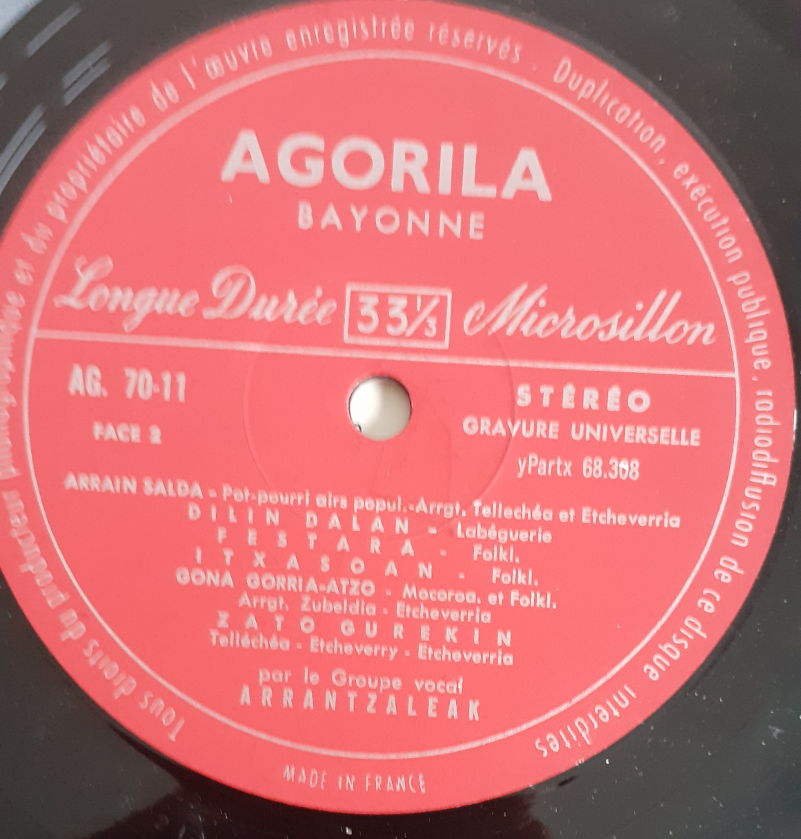 Tous droits du producteur phonographique et du propriétaire de l'œuvre enregistrée réservés. Duplication, exécution publique, radiodiffusion de ce disque interdites
AGORILA
BAYONNE
Longue Durée 33⅓ Microsillon
AG. 70-11
STÉRÉO
FACE 2
GRAVURE UNIVERSELLE
yPartx 68.308
ARRAIN SALDA - Pot-pourri airs popul.-Arrgt. Tellechéa et Etcheverria
DILIN DALAN - Labéguerie
FESTARA - Folkl.
ITXASOAN - Folkl.
GONA GORRIA-ATZO - Mocoroa. et Folkl.
Arrgt. Zubeldia - Etcheverria
ZATO GUREKIN
Telléchéa - Etcheverry - Etcheverria
par le Groupe vocal
ARRANTZALEAK
MADE IN FRANCE